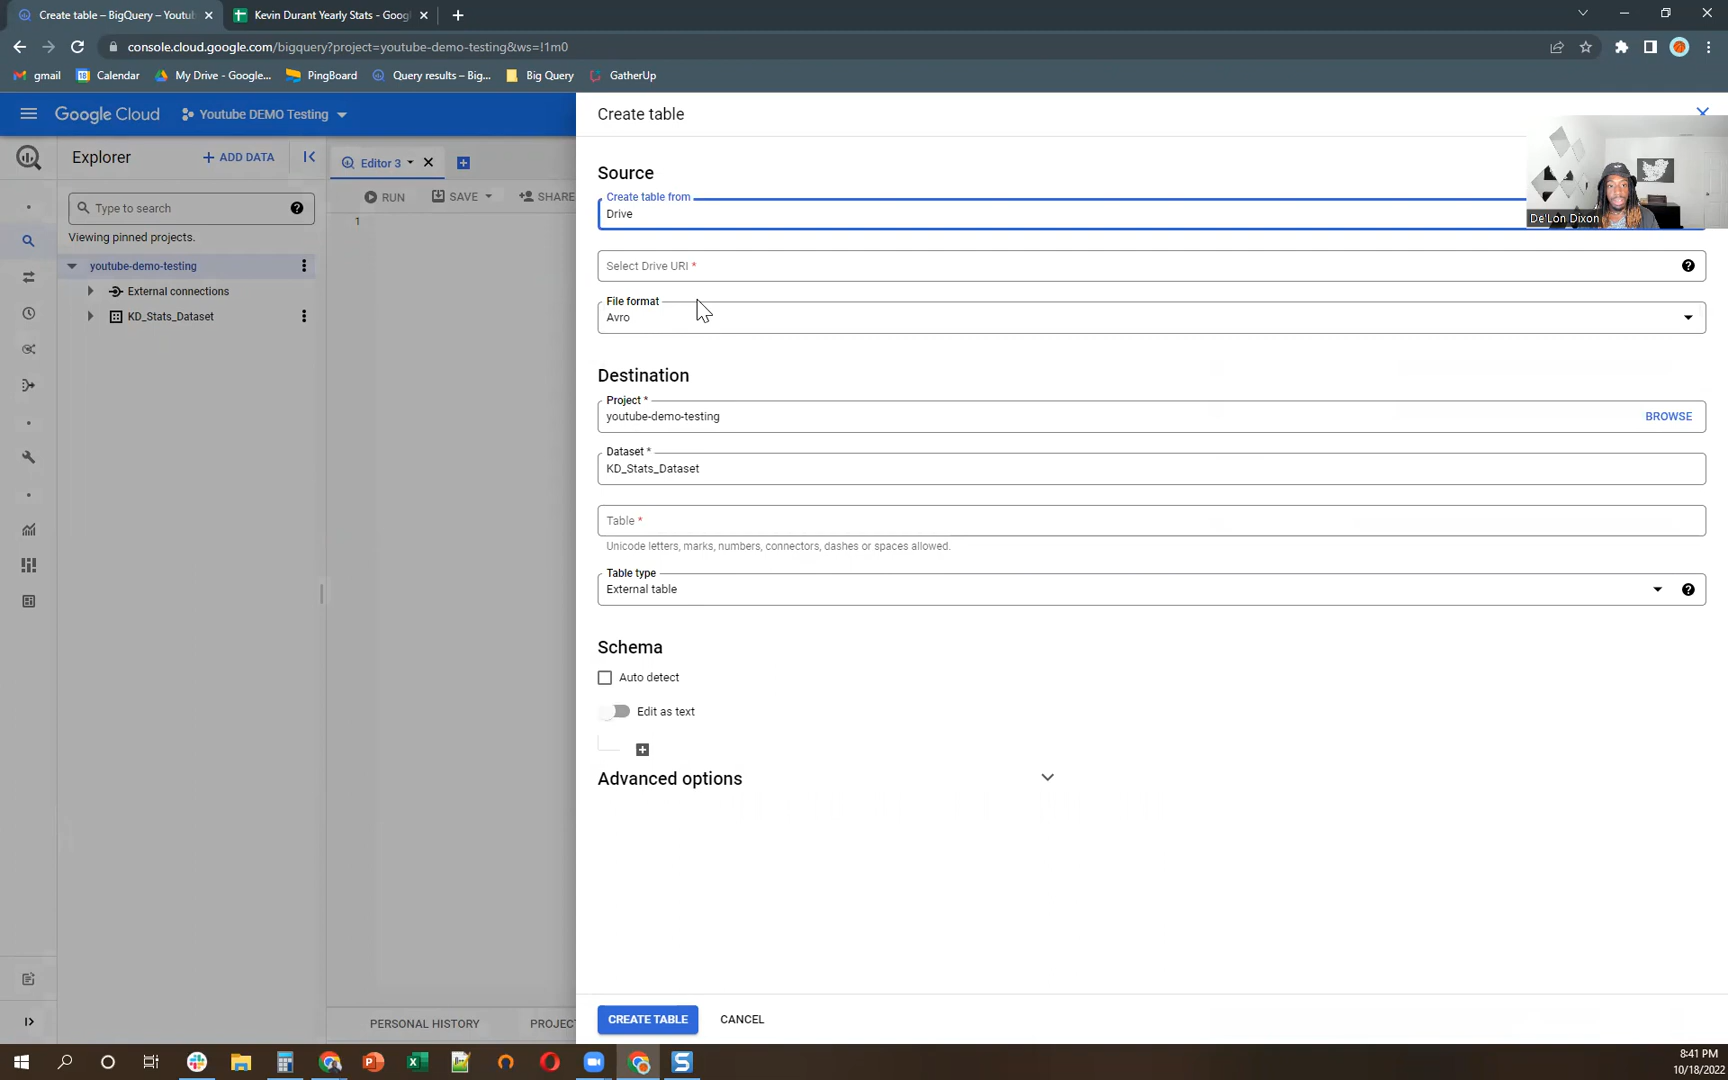 Create table – BigQuery – Youtu
Kevin Durant Yearly Stats - Goog
console.cloud.google.com/bigquery?project=youtube-demo-testing&ws=!1m0
gmail
18
Calendar
My Drive - Google...
PingBoard
Query results – Big...
Big Query
GatherUp
Google Cloud
Youtube DEMO Testing
Create table
Explorer
ADD DATA
Editor 3
Type to search
RUN
SAVE
SHARE
Viewing pinned projects.
1
youtube-demo-testing
External connections
KD_Stats_Dataset
Source
Create table from
Drive
De'Lon Dixon
Select Drive URI *
File format
Avro
Destination
Project *
youtube-demo-testing
BROWSE
Dataset *
KD_Stats_Dataset
Table *
Unicode letters, marks, numbers, connectors, dashes or spaces allowed.
Table type
External table
Schema
Auto detect
Edit as text
Advanced options
CREATE TABLE
CANCEL
PERSONAL HISTORY
PROJEC
8:41 PM
10/18/2022